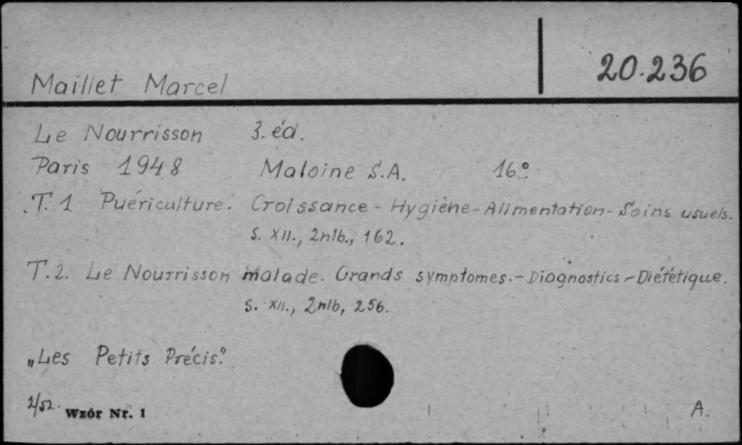 Maillet Marcel
20.236
Le Nourrisson 3. éd.
Paris 1948 Maloine S.A. 16°
T. 1 Puériculture. Croissance - Hygiène - Alimentation - Soins usuels.
S. XII., 2nlb., 162.
T. 2. Le Nourrisson malade. Grands symptomes. - Diagnostics - Diététique.
S. XII., 2nlb, 256.
„Les Petits Précis."
2/52. Wzór Nr. 1 A.